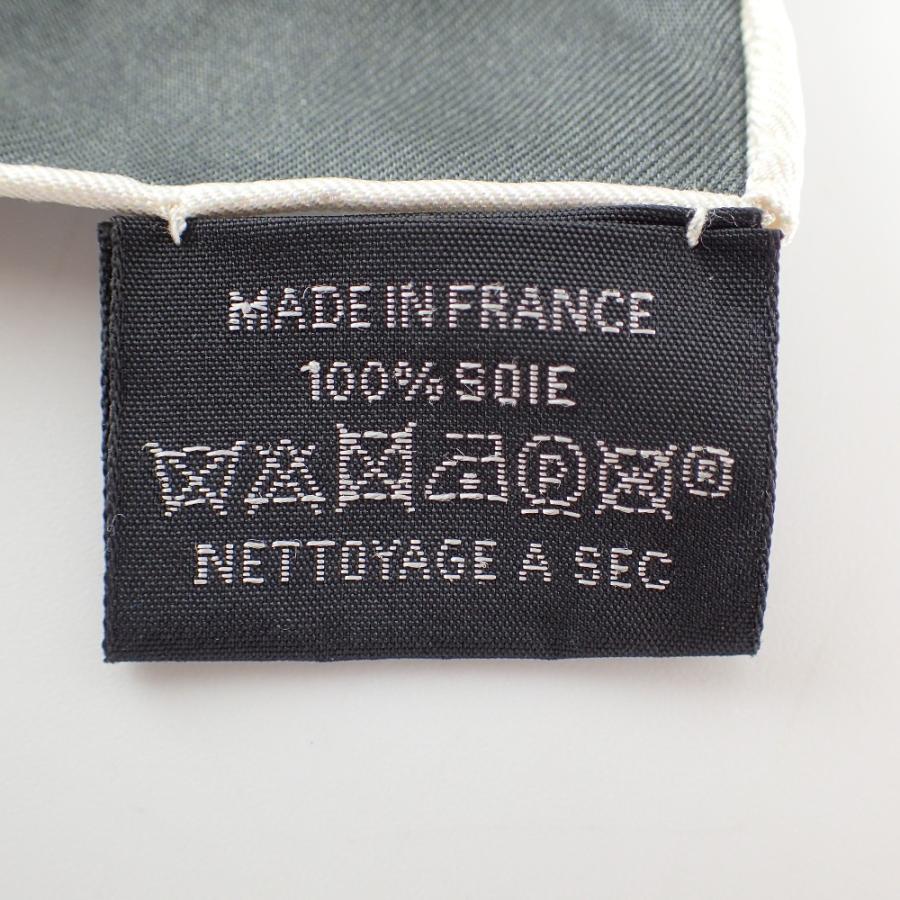 MADE IN FRANCE
100% SOIE
F ®
NETTOYAGE A SEC